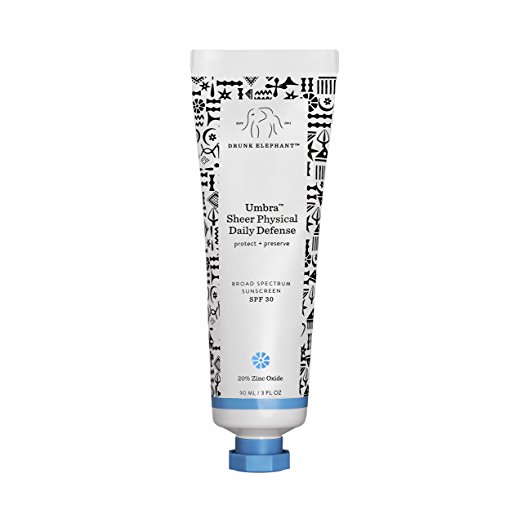 DRUNK ELEPHANT™
Umbra™
Sheer Physical
Daily Defense
protect + preserve
BROAD SPECTRUM
SUNSCREEN
SPF 30
20% Zinc Oxide
90 ML / 3 FL OZ